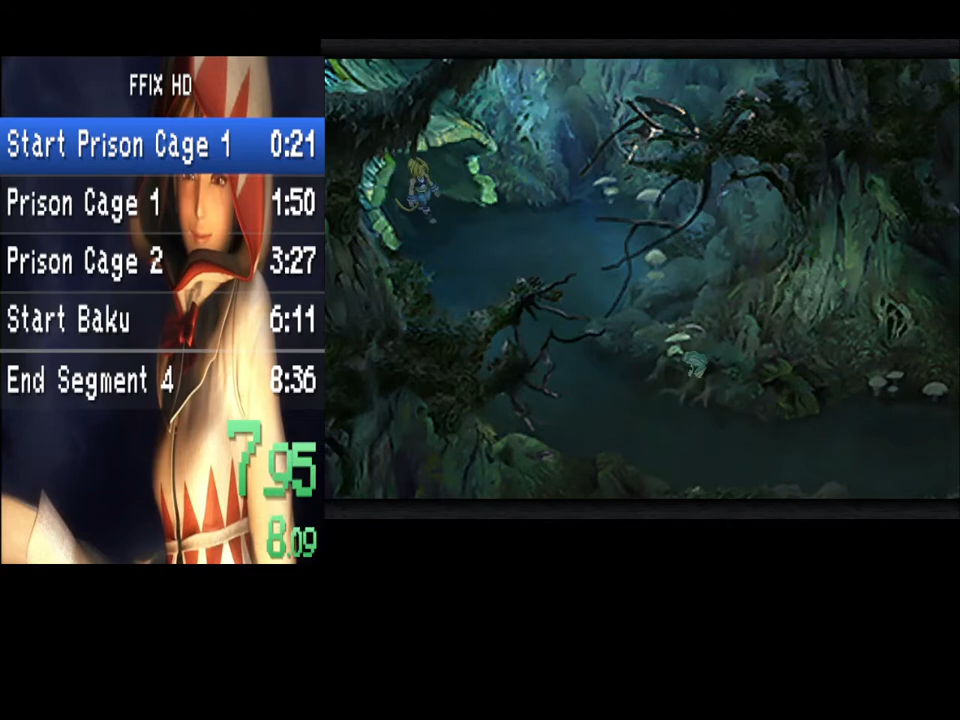 FFIX HD
Start Prison Cage 1 0:21
Prison Cage 1 1:50
Prison Cage 2 3:27
Start Baku 6:11
End Segment 4 8:36
7.95
8.09